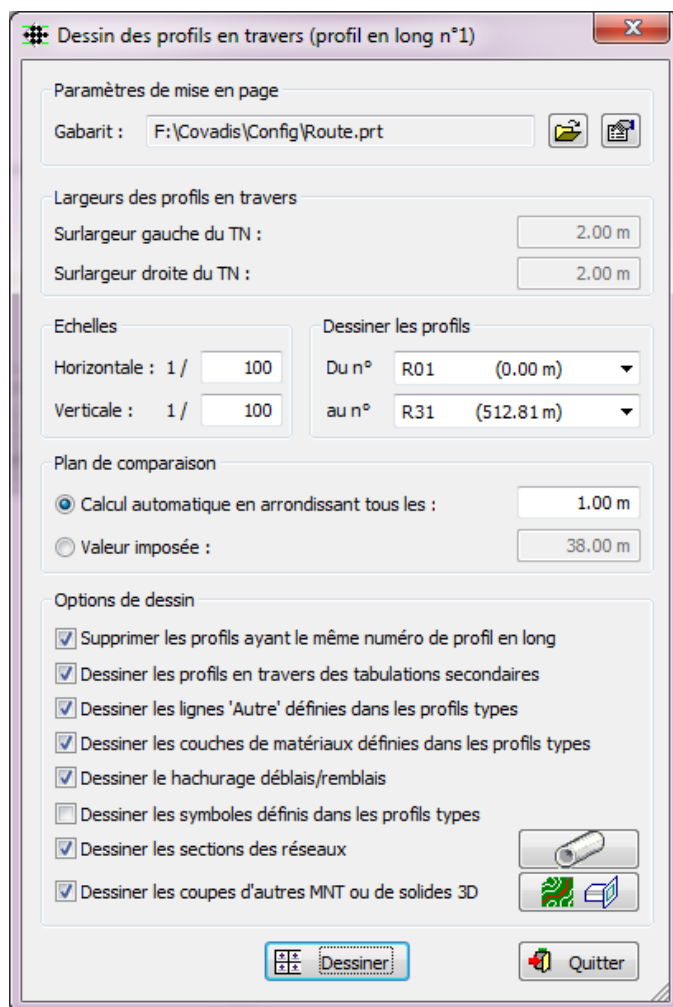 Dessin des profils en travers (profil en long n°1)
Paramètres de mise en page
Gabarit : F:\Covadis\Config\Route.prt
Largeurs des profils en travers
Surlargeur gauche du TN : 2.00 m
Surlargeur droite du TN : 2.00 m
Echelles
Horizontale : 1 / 100
Verticale : 1 / 100
Dessiner les profils
Du n° R01 (0.00 m)
au n° R31 (512.81 m)
Plan de comparaison
Calcul automatique en arrondissant tous les : 1.00 m
Valeur imposée : 38.00 m
Options de dessin
Supprimer les profils ayant le même numéro de profil en long
Dessiner les profils en travers des tabulations secondaires
Dessiner les lignes 'Autre' définies dans les profils types
Dessiner les couches de matériaux définies dans les profils types
Dessiner le hachurage déblais/remblais
Dessiner les symboles définis dans les profils types
Dessiner les sections des réseaux
Dessiner les coupes d'autres MNT ou de solides 3D
Dessiner Quitter